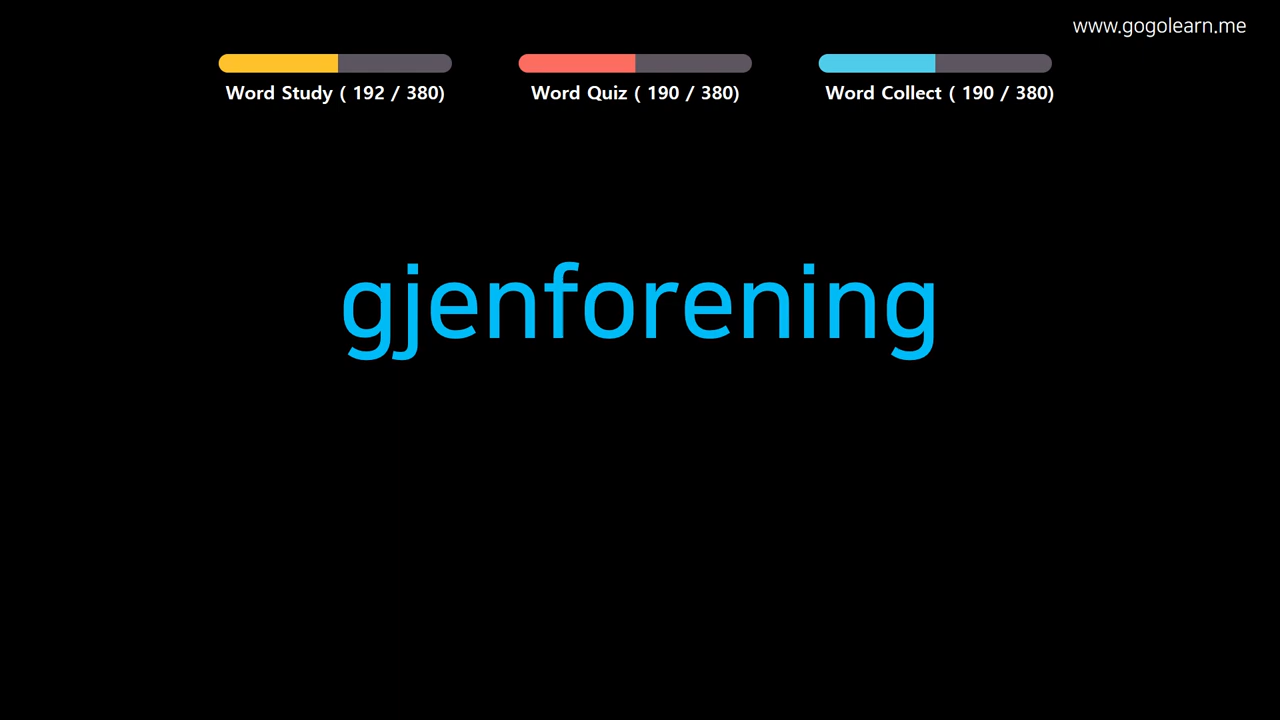 www.gogolearn.me
Word Study ( 192 / 380)
Word Quiz ( 190 / 380)
Word Collect ( 190 / 380)
gjenforening